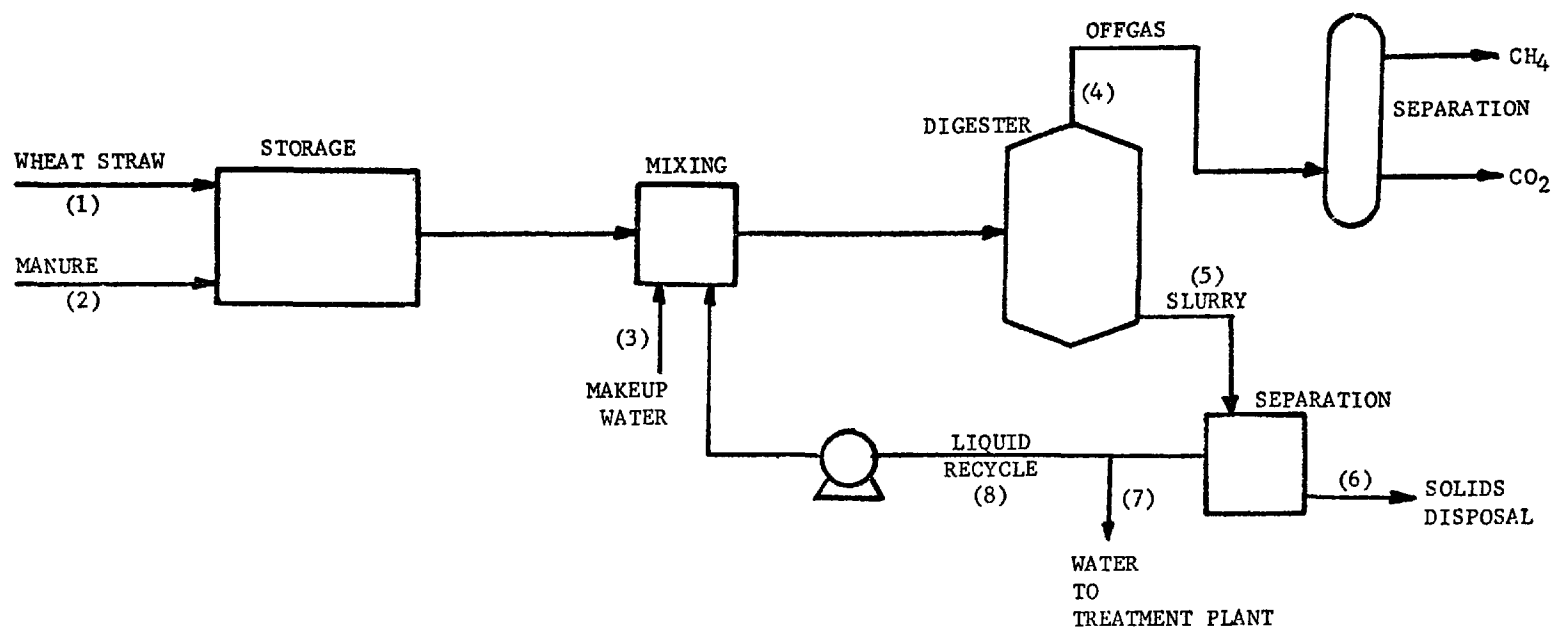 OFFGAS
CH4
(4)
SEPARATION
DIGESTER
WHEAT STRAW
STORAGE
MIXING
(1)
CO2
MANURE
(2)
(5)
SLURRY
(3)
MAKEUP
WATER
SEPARATION
LIQUID
RECYCLE
(8)
(7)
(6)
SOLIDS
DISPOSAL
WATER
TO
TREATMENT PLANT